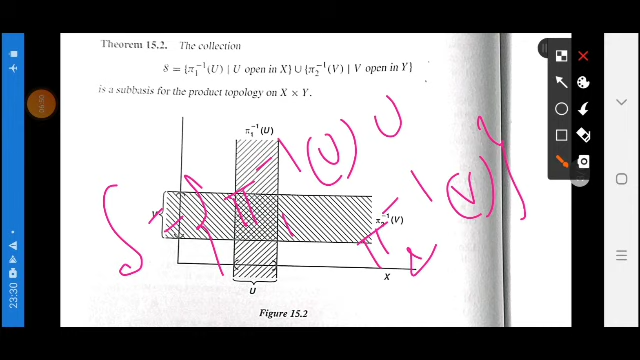 Theorem 15.2. The collection
S = {π₁⁻¹(U) | U open in X} ∪ {π₂⁻¹(V) | V open in Y}
is a subbasis for the product topology on X × Y.
π₁⁻¹(U)
S = { π₁⁻¹(U) ∪ π₂⁻¹(V) }
π₂⁻¹(V)
X
U
Figure 15.2
23:30